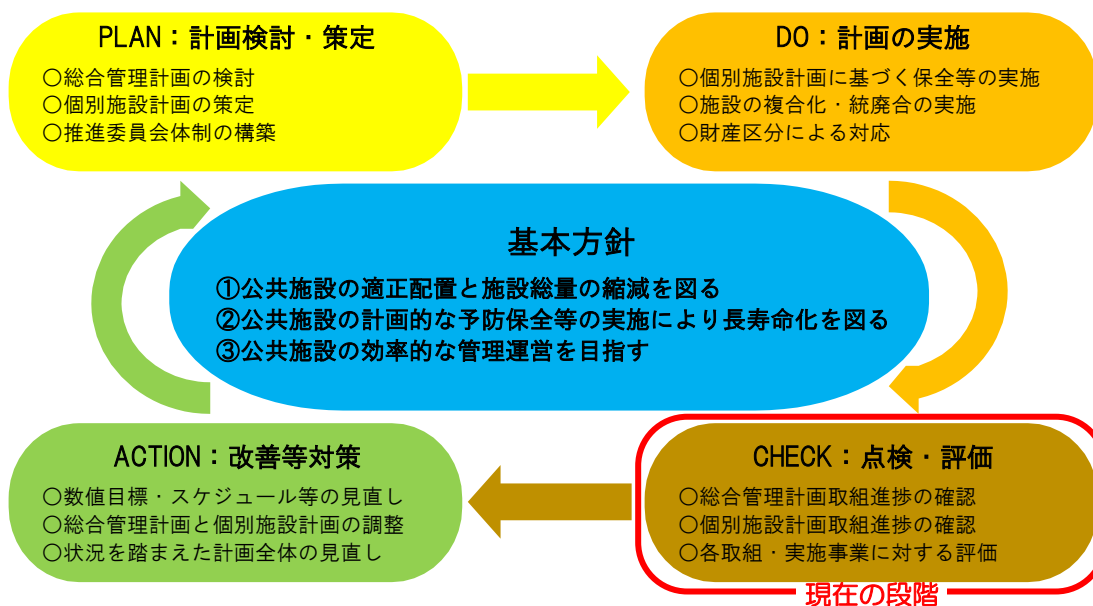 PLAN：計画検討・策定
〇総合管理計画の検討
〇個別施設計画の策定
〇推進委員会体制の構築
DO：計画の実施
〇個別施設計画に基づく保全等の実施
〇施設の複合化・統廃合の実施
〇財産区分による対応
基本方針
①公共施設の適正配置と施設総量の縮減を図る
②公共施設の計画的な予防保全等の実施により長寿命化を図る
③公共施設の効率的な管理運営を目指す
ACTION：改善等対策
〇数値目標・スケジュール等の見直し
〇総合管理計画と個別施設計画の調整
〇状況を踏まえた計画全体の見直し
CHECK：点検・評価
〇総合管理計画取組進捗の確認
〇個別施設計画取組進捗の確認
〇各取組・実施事業に対する評価
現在の段階